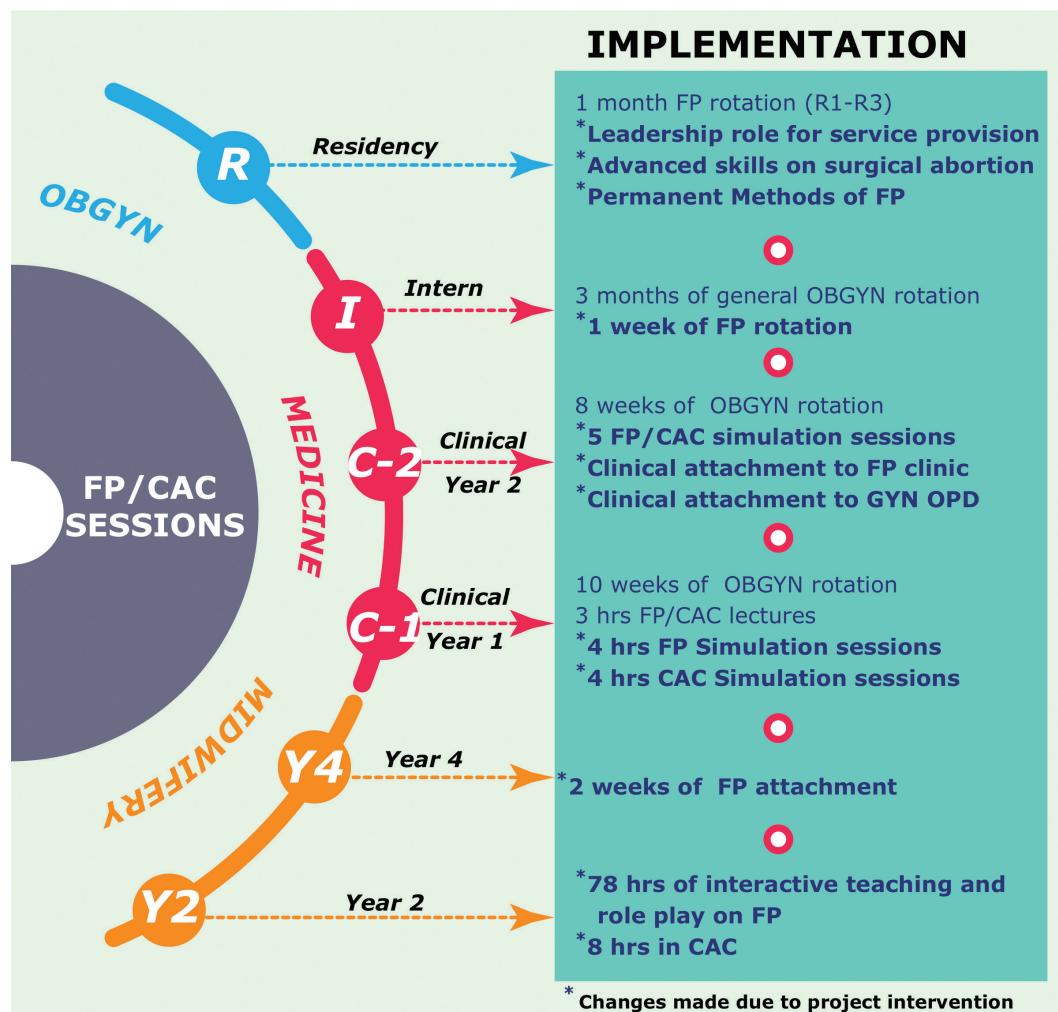 IMPLEMENTATION
OBGYN
R
Residency
1 month FP rotation (R1-R3)
*Leadership role for service provision
*Advanced skills on surgical abortion
*Permanent Methods of FP
MEDICINE
I
Intern
3 months of general OBGYN rotation
*1 week of FP rotation
C-2
Clinical
Year 2
8 weeks of OBGYN rotation
*5 FP/CAC simulation sessions
*Clinical attachment to FP clinic
*Clinical attachment to GYN OPD
FP/CAC
SESSIONS
C-1
Clinical
Year 1
10 weeks of OBGYN rotation
3 hrs FP/CAC lectures
*4 hrs FP Simulation sessions
*4 hrs CAC Simulation sessions
MIDWIFERY
Y4
Year 4
*2 weeks of FP attachment
Y2
Year 2
*78 hrs of interactive teaching and
role play on FP
*8 hrs in CAC
* Changes made due to project intervention